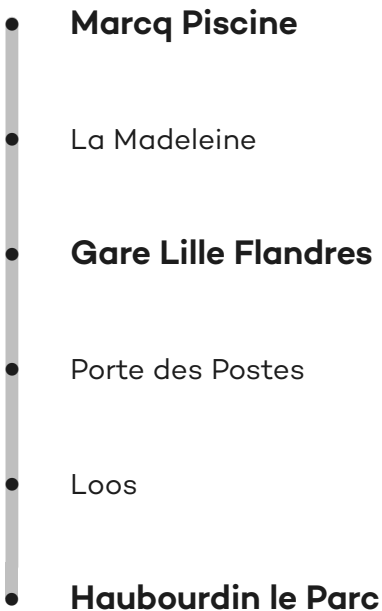 Marcq Piscine
La Madeleine
Gare Lille Flandres
Porte des Postes
Loos
Haubourdin le Parc